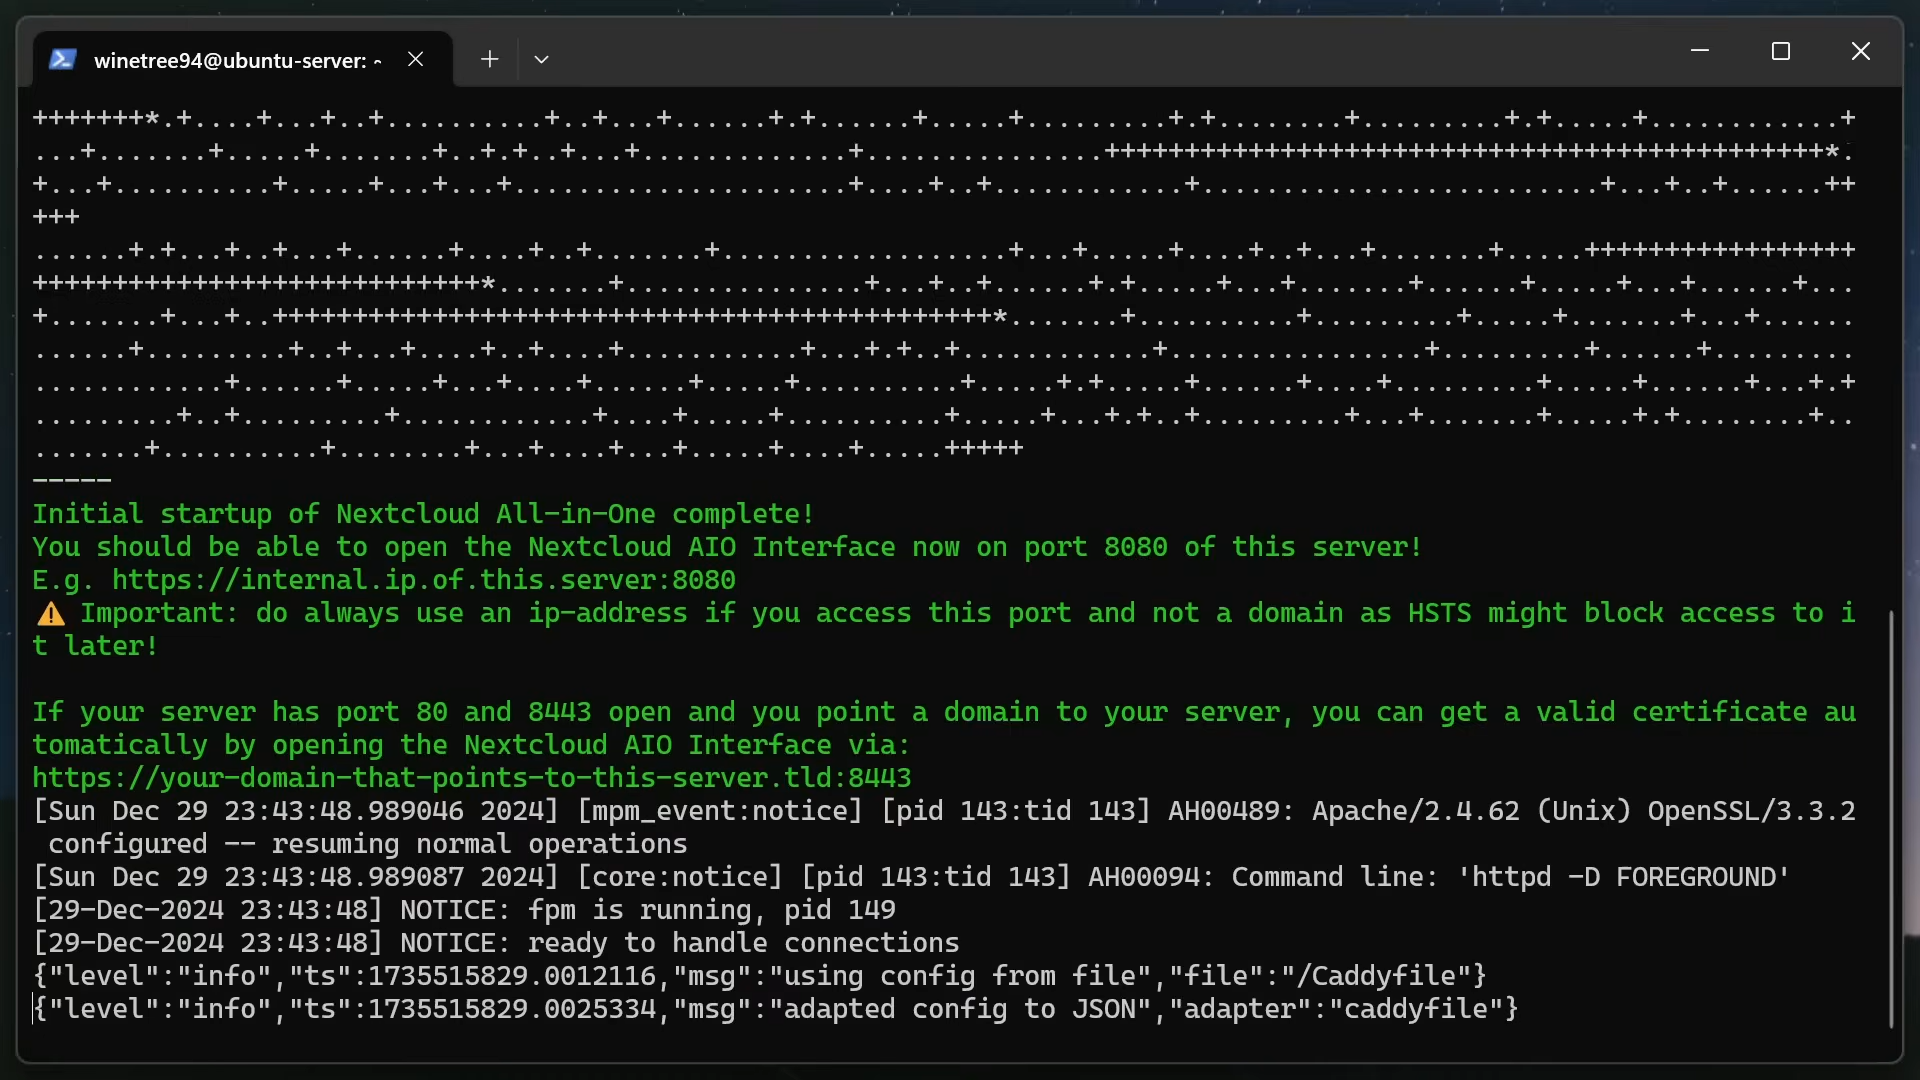 winetree94@ubuntu-server: ~
+++++++*.+....+...+..+..........+..+...+......+.+......+.....+.........+.+........+.........+.+.....+............+
...+.......+.....+.......+..+.+..+...+.............+...............+++++++++++++++++++++++++++++++++++++++++++++*.
+...+..........+.....+...+...+.....................+....+..+............+.........................+...+..+......++
+++
......+.+...+..+...+......+....+..+.......+..................+...+.....+....+..+...+.......+.....+++++++++++++++++
++++++++++++++++++++++++++++*.......+...............+...+..+......+.+.....+...+.......+......+.....+...+......+...
+.......+...+..+++++++++++++++++++++++++++++++++++++++++++++*.......+..........+.........+.....+.......+...+......
......+.........+..+...+....+..+....+...........+...+ +..+............+................+.........+......+.........
............+......+.....+...+....+......+.....+..........+.....+.+.....+......+....+.........+.....+......+...+.+
.........+..+.........+............+....+.....+..........+.....+...+.+..+.........+...+.......+.....+.+........+..
.......+..........+........+...+....+...+.....+....+.....+++++
-----
Initial startup of Nextcloud All-in-One complete!
You should be able to open the Nextcloud AIO Interface now on port 8080 of this server!
E.g. https://internal.ip.of.this.server:8080
⚠️ Important: do always use an ip-address if you access this port and not a domain as HSTS might block access to i
t later!
If your server has port 80 and 8443 open and you point a domain to your server, you can get a valid certificate au
tomatically by opening the Nextcloud AIO Interface via:
https://your-domain-that-points-to-this-server.tld:8443
[Sun Dec 29 23:43:48.989046 2024] [mpm_event:notice] [pid 143:tid 143] AH00489: Apache/2.4.62 (Unix) OpenSSL/3.3.2
 configured -- resuming normal operations
[Sun Dec 29 23:43:48.989087 2024] [core:notice] [pid 143:tid 143] AH00094: Command line: 'httpd -D FOREGROUND'
[29-Dec-2024 23:43:48] NOTICE: fpm is running, pid 149
[29-Dec-2024 23:43:48] NOTICE: ready to handle connections
{"level":"info","ts":1735515829.0012116,"msg":"using config from file","file":"/Caddyfile"}
{"level":"info","ts":1735515829.0025334,"msg":"adapted config to JSON","adapter":"caddyfile"}